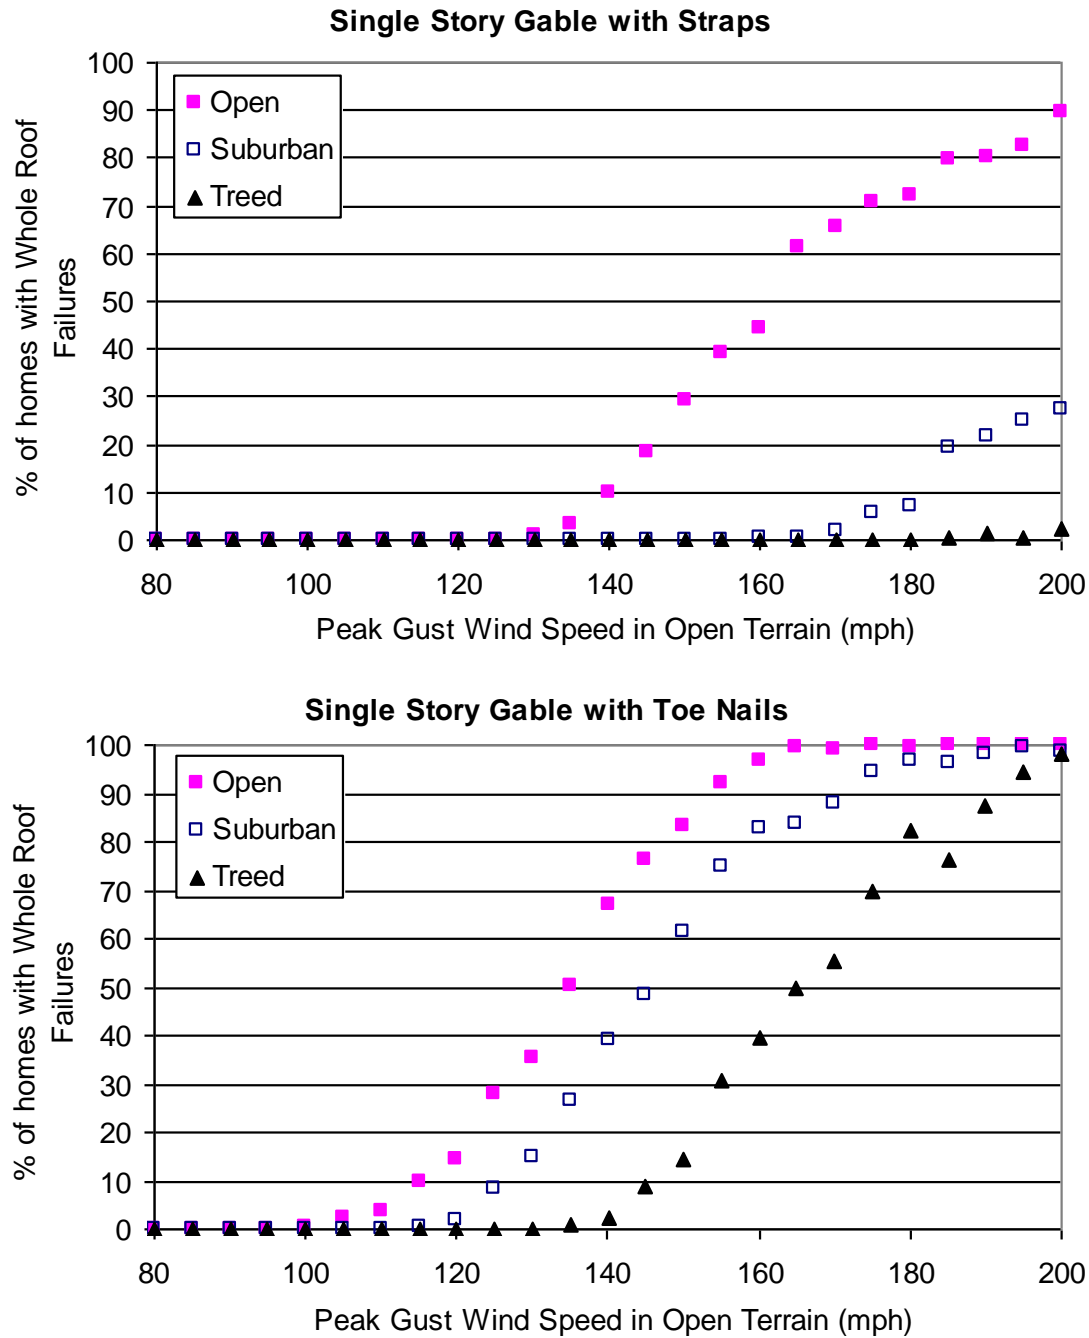 Single Story Gable with Straps
100
90
80
70
60
50
40
30
20
10
0
% of homes with Whole Roof
Failures
Open
Suburban
Treed
80 100 120 140 160 180 200
Peak Gust Wind Speed in Open Terrain (mph)
Single Story Gable with Toe Nails
100
90
80
70
60
50
40
30
20
10
0
% of homes with Whole Roof
Failures
Open
Suburban
Treed
80 100 120 140 160 180 200
Peak Gust Wind Speed in Open Terrain (mph)